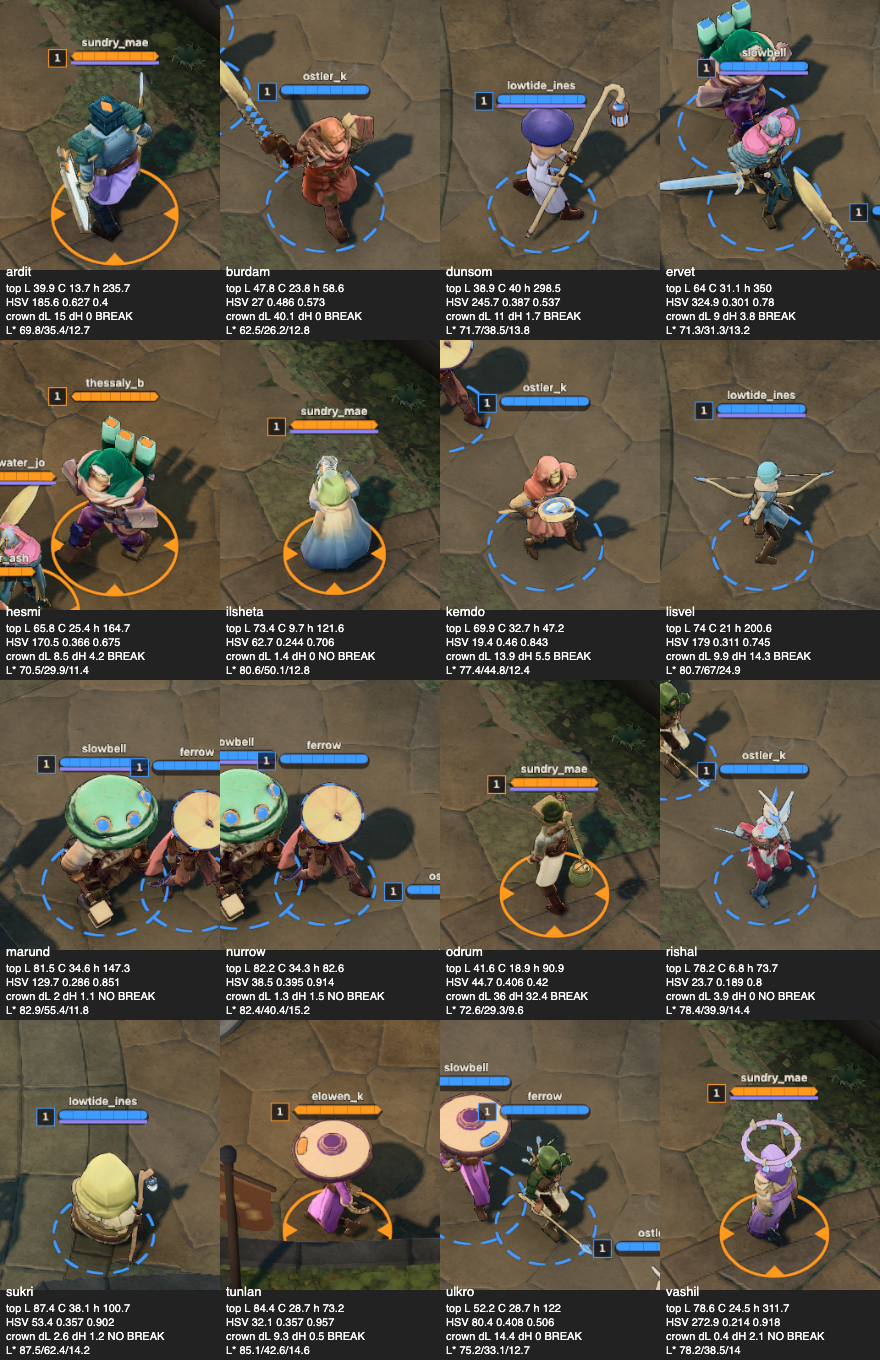 sundry_mae
1
ostler_k
1
lowtide_ines
1
slowbell
1
1
ardit
top L 39.9 C 13.7 h 235.7
HSV 185.6 0.627 0.4
crown dL 15 dH 0 BREAK
L* 69.8/35.4/12.7
burdam
top L 47.8 C 23.8 h 58.6
HSV 27 0.486 0.573
crown dL 40.1 dH 0 BREAK
L* 62.5/26.2/12.8
dunsom
top L 38.9 C 40 h 298.5
HSV 245.7 0.387 0.537
crown dL 11 dH 1.7 BREAK
L* 71.7/38.5/13.8
ervet
top L 64 C 31.1 h 350
HSV 324.9 0.301 0.78
crown dL 9 dH 3.8 BREAK
L* 71.3/31.3/13.2
thessaly_b
1
water_jo
r_ash
sundry_mae
1
ostler_k
1
lowtide_ines
1
hesmi
top L 65.8 C 25.4 h 164.7
HSV 170.5 0.366 0.675
crown dL 8.5 dH 4.2 BREAK
L* 70.5/29.9/11.4
ilsheta
top L 73.4 C 9.7 h 121.6
HSV 62.7 0.244 0.706
crown dL 1.4 dH 0 NO BREAK
L* 80.6/50.1/12.8
kemdo
top L 69.9 C 32.7 h 47.2
HSV 19.4 0.46 0.843
crown dL 13.9 dH 5.5 BREAK
L* 77.4/44.8/12.4
lisvel
top L 74 C 21 h 200.6
HSV 179 0.311 0.745
crown dL 9.9 dH 14.3 BREAK
L* 80.7/67/24.9
slowbell
1
ferrow
1
owbell
ferrow
1
os
1
sundry_mae
1
ostler_k
1
marund
top L 81.5 C 34.6 h 147.3
HSV 129.7 0.286 0.851
crown dL 2 dH 1.1 NO BREAK
L* 82.9/55.4/11.8
nurrow
top L 82.2 C 34.3 h 82.6
HSV 38.5 0.395 0.914
crown dL 1.3 dH 1.5 NO BREAK
L* 82.4/40.4/15.2
odrum
top L 41.6 C 18.9 h 90.9
HSV 44.7 0.406 0.42
crown dL 36 dH 32.4 BREAK
L* 72.6/29.3/9.6
rishal
top L 78.2 C 6.8 h 73.7
HSV 23.7 0.189 0.8
crown dL 3.9 dH 0 NO BREAK
L* 78.4/39.9/14.4
lowtide_ines
1
elowen_k
1
slowbell
ferrow
1
ostl
1
sundry_mae
1
sukri
top L 87.4 C 38.1 h 100.7
HSV 53.4 0.357 0.902
crown dL 2.6 dH 1.2 NO BREAK
L* 87.5/62.4/14.2
tunlan
top L 84.4 C 28.7 h 73.2
HSV 32.1 0.357 0.957
crown dL 9.3 dH 0.5 BREAK
L* 85.1/42.6/14.6
ulkro
top L 52.2 C 28.7 h 122
HSV 80.4 0.408 0.506
crown dL 14.4 dH 0 BREAK
L* 75.2/33.1/12.7
vashil
top L 78.6 C 24.5 h 311.7
HSV 272.9 0.214 0.918
crown dL 0.4 dH 2.1 NO BREAK
L* 78.2/38.5/14